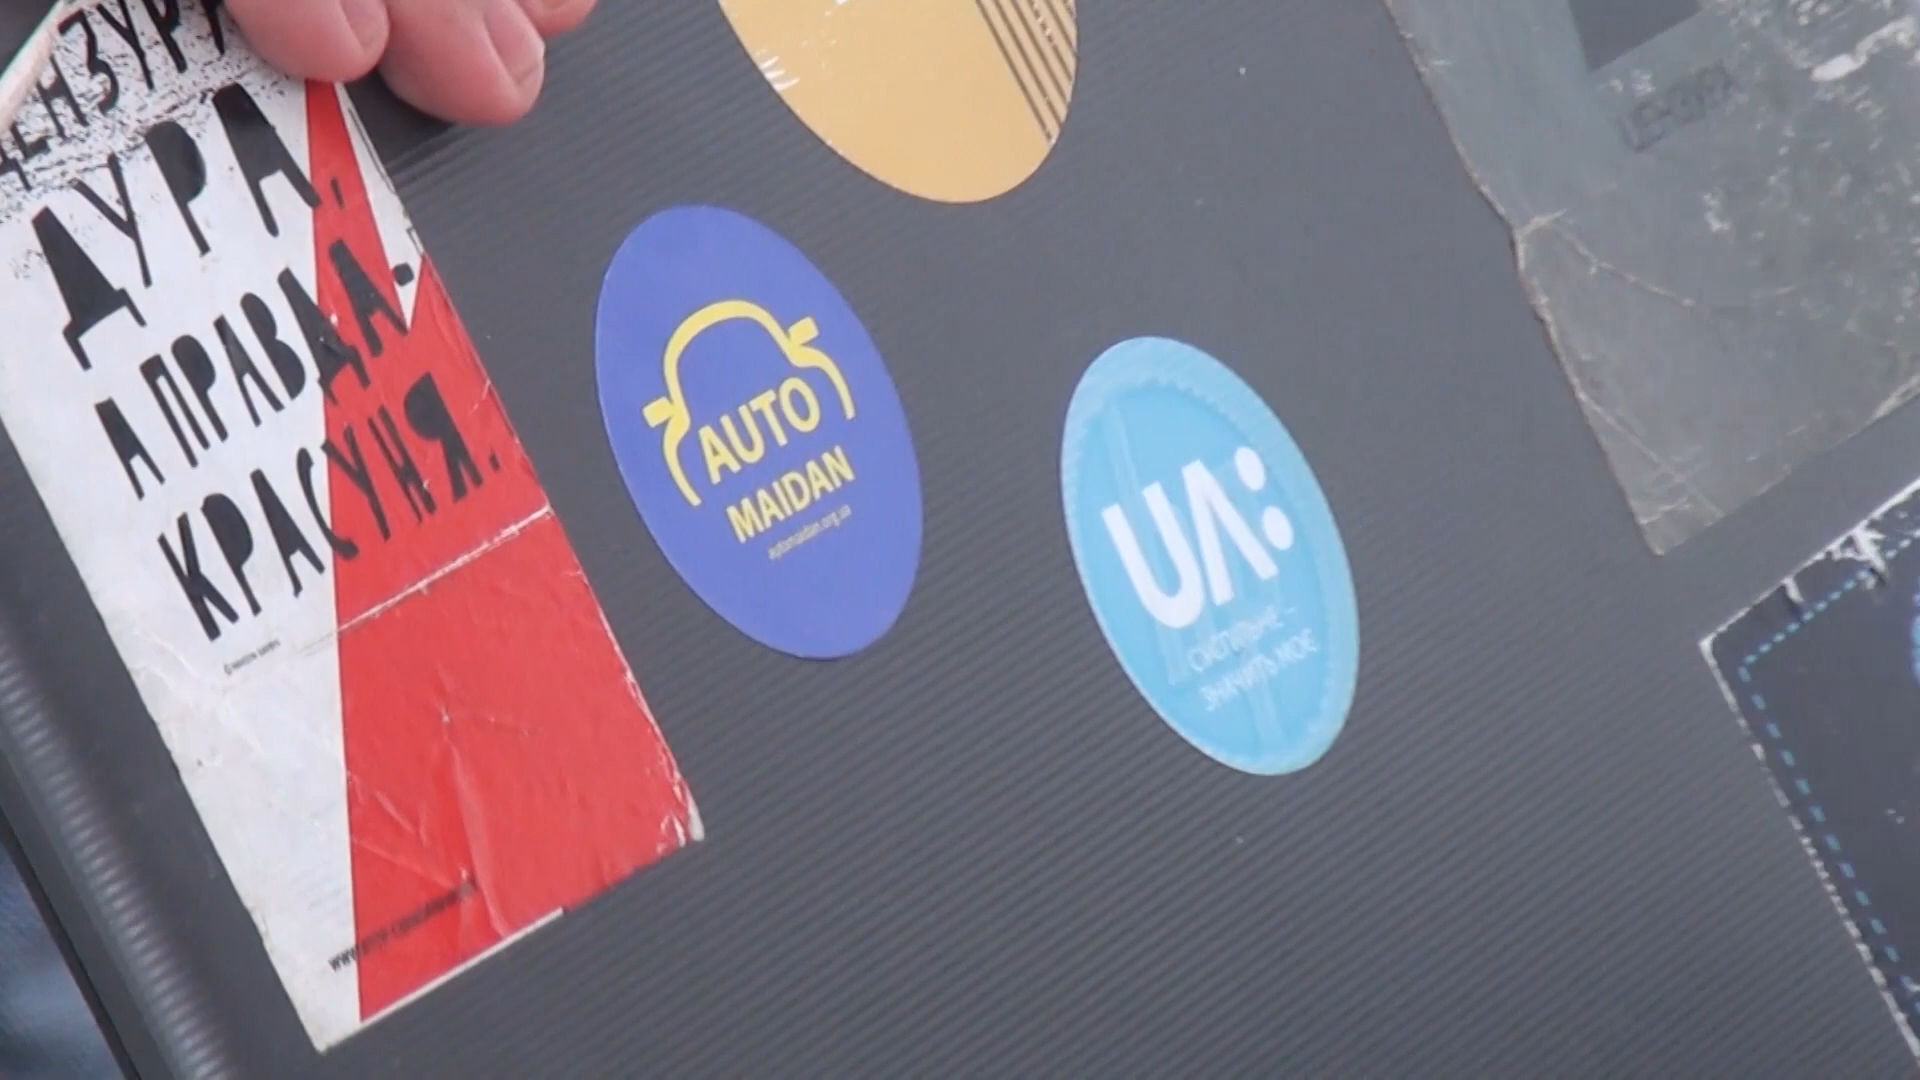 ЦЕНЗУРА
ДУРА,
А ПРАВДА-
КРАСУНЯ.
AUTO
MAIDAN
automaidan.org.ua
UA:
СУСПІЛЬНЕ –
ЗНАЧИТЬ МОЄ